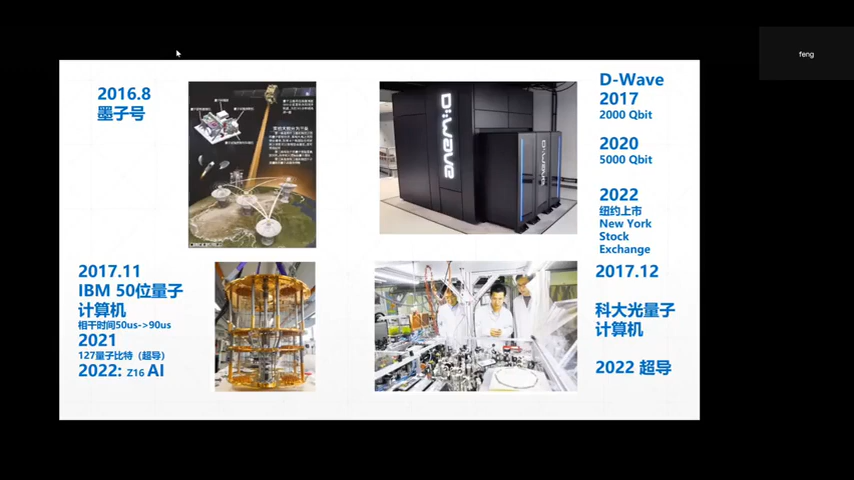 feng
2016.8
墨子号
D-Wave
2017
2000 Qbit
2020
5000 Qbit
2022
纽约上市
New York
Stock
Exchange
D:wave
D:wave
2017.11
IBM 50位量子
计算机
相干时间50us->90us
2021
127量子比特（超导）
2022: Z16 AI
2017.12
科大光量子
计算机
2022 超导